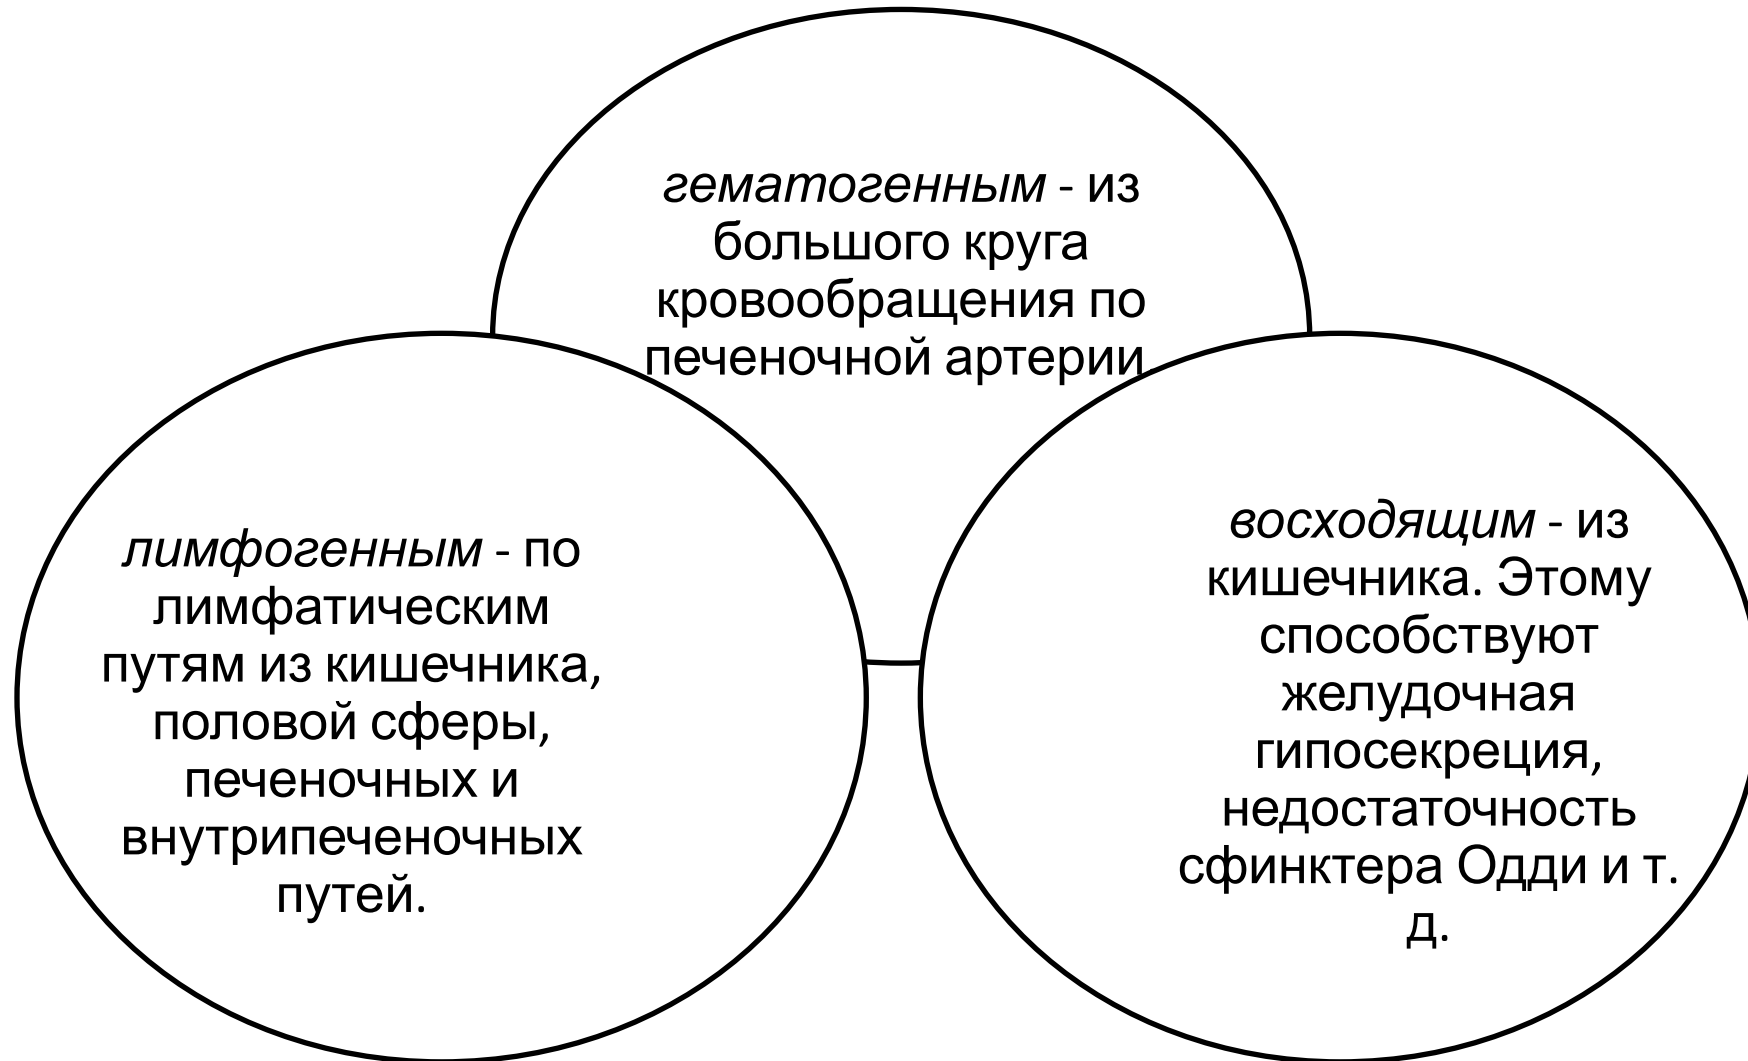 гематогенным - из
большого круга
кровообращения по
печеночной артерии
лимфогенным - по
лимфатическим
путям из кишечника,
половой сферы,
печеночных и
внутрипеченочных
путей.
восходящим - из
кишечника. Этому
способствуют
желудочная
гипосекреция,
недостаточность
сфинктера Одди и т.
д.